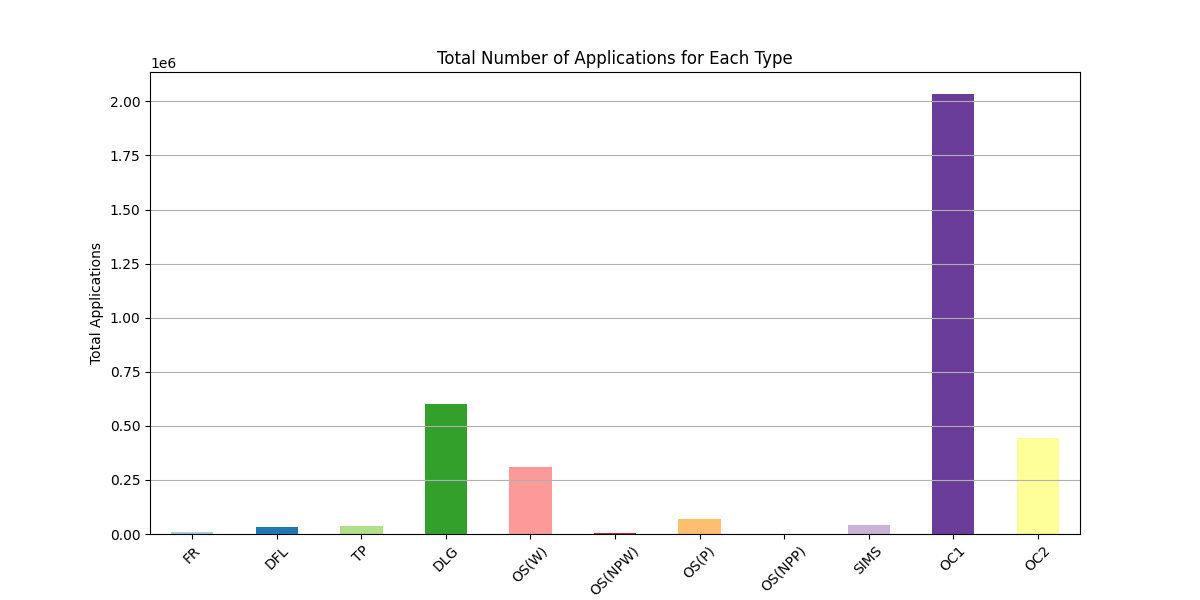 Total Number of Applications for Each Type
1e6
2.00
1.75
1.50
1.25
1.00
0.75
0.50
0.25
0.00
Total Applications
FR
DFL
TP
DLG
OS(W)
OS(NPW)
OS(P)
OS(NPP)
SIMS
OC1
OC2